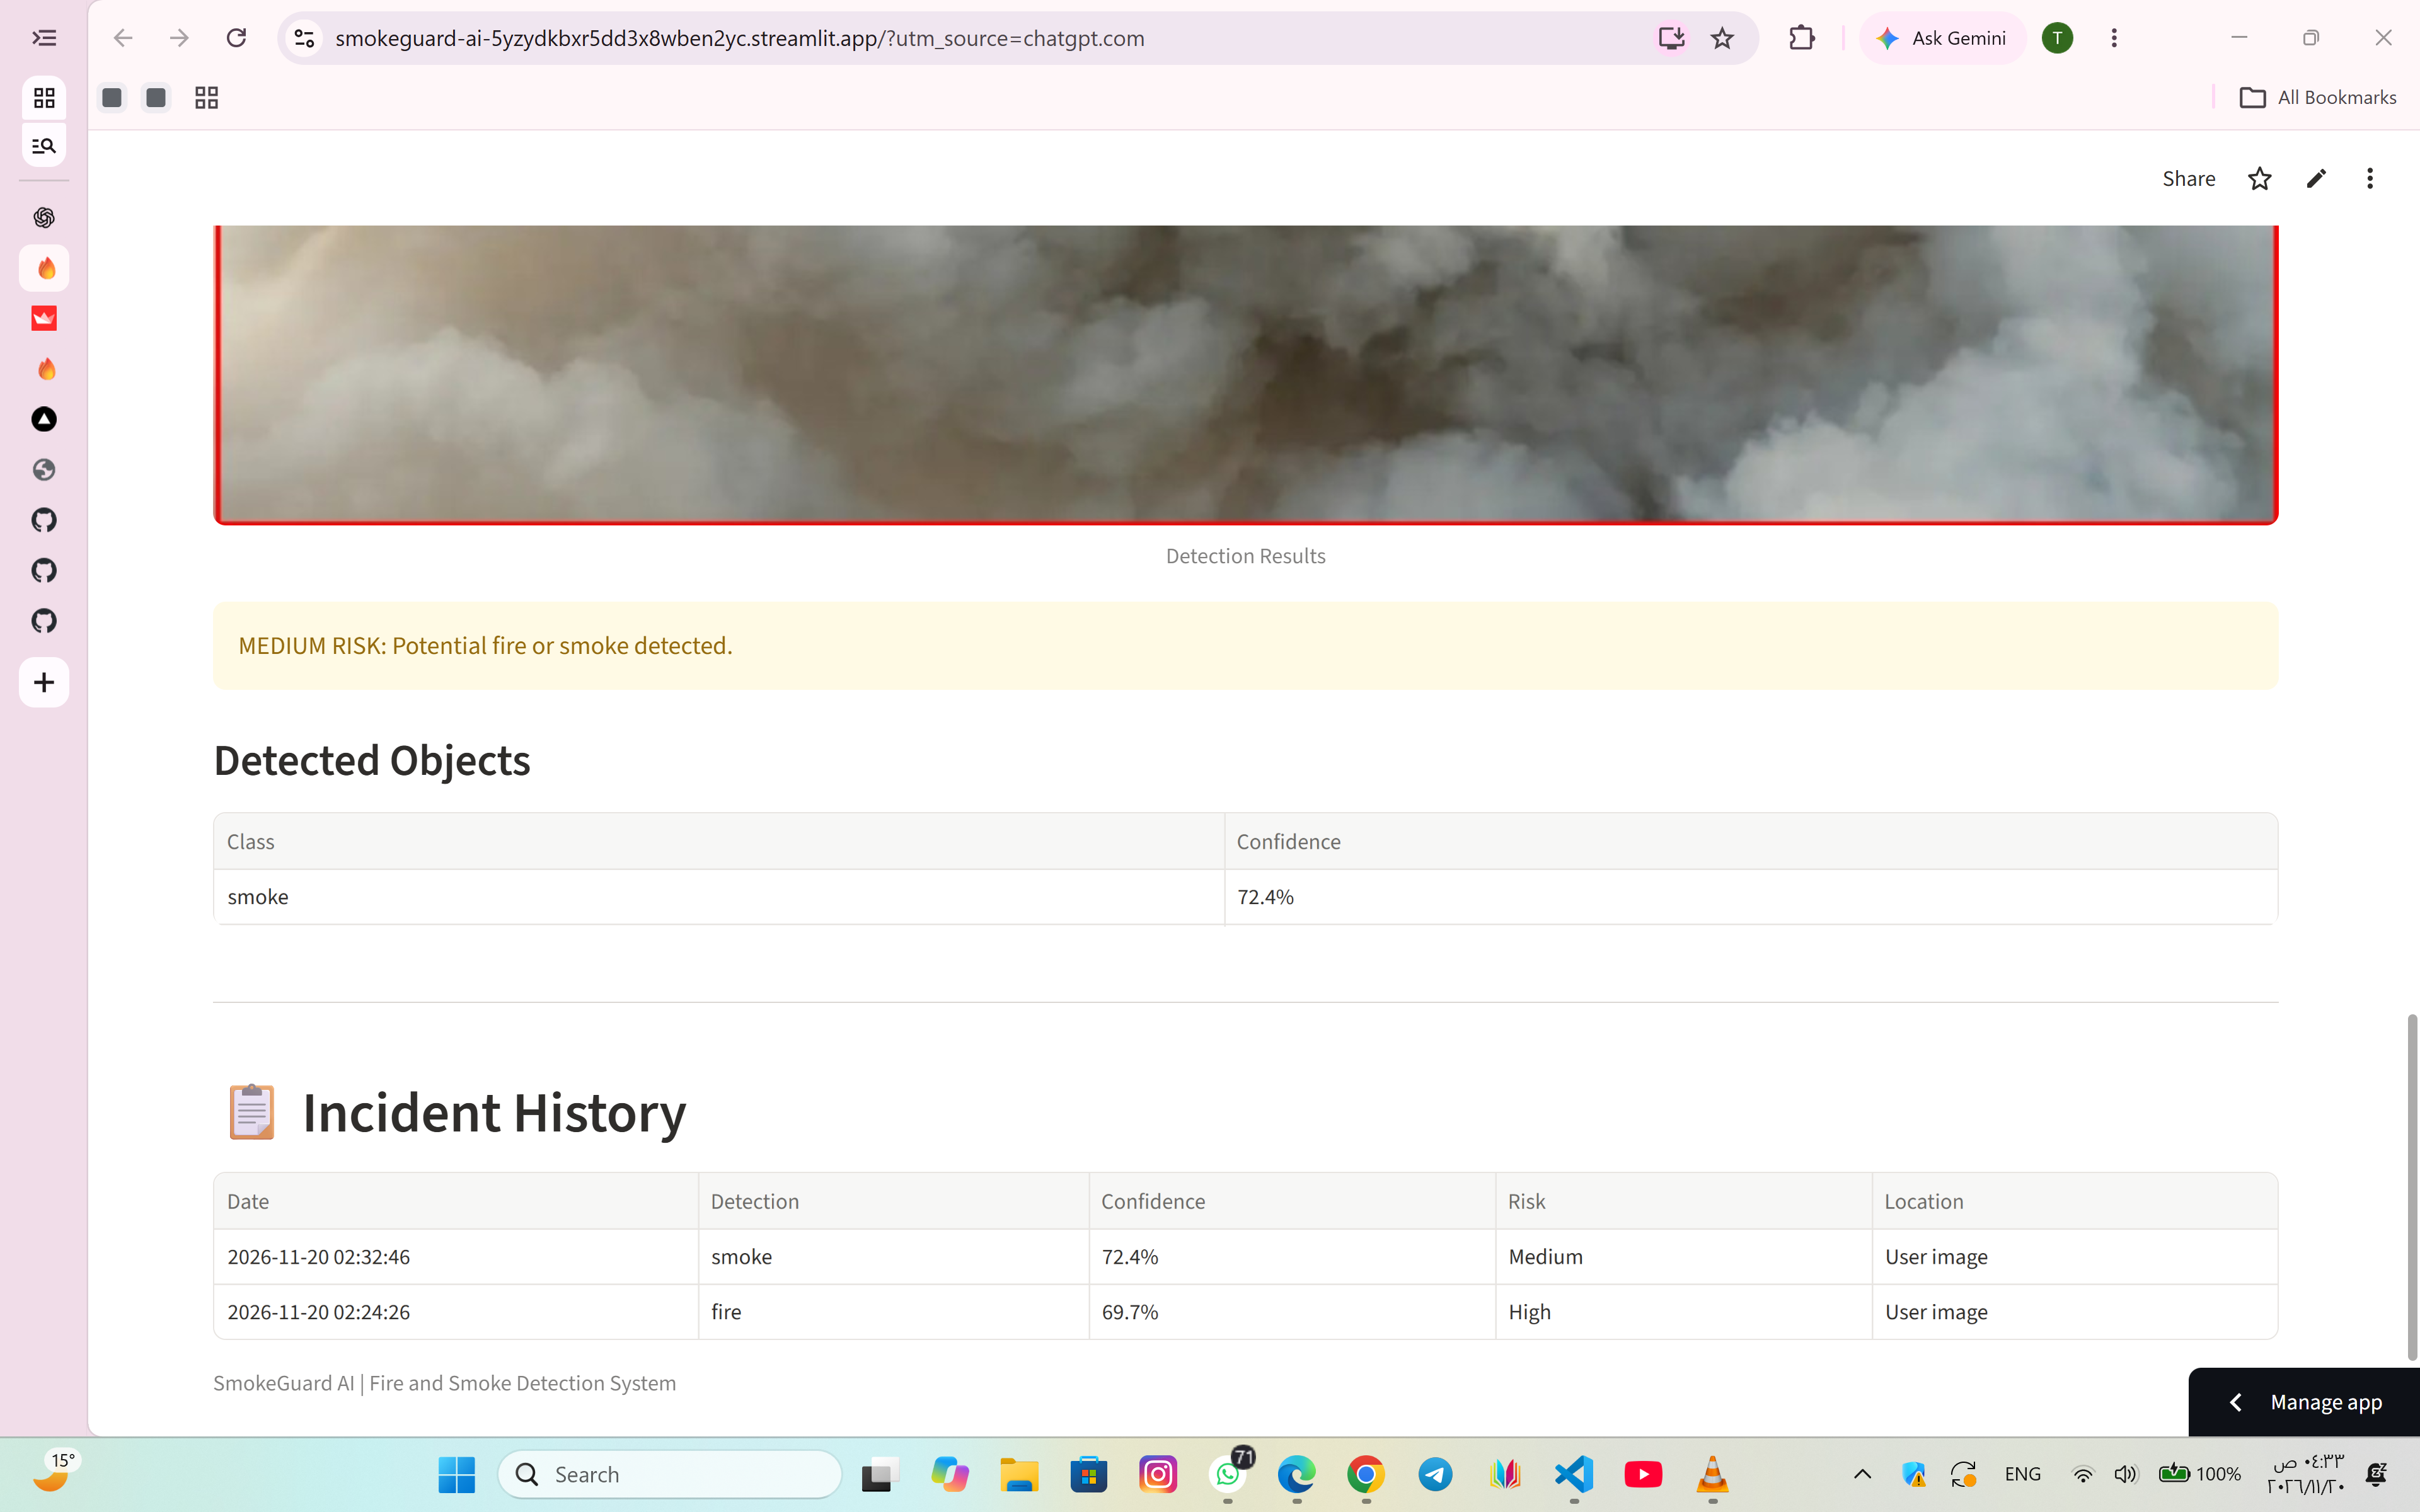 smokeguard-ai-5yzydkbxr5dd3x8wben2yc.streamlit.app/?utm_source=chatgpt.com
Ask Gemini
T
All Bookmarks
Share
Detection Results
MEDIUM RISK: Potential fire or smoke detected.
Detected Objects
Class Confidence
smoke 72.4%
Incident History
Date Detection Confidence Risk Location
2026-11-20 02:32:46 smoke 72.4% Medium User image
2026-11-20 02:24:26 fire 69.7% High User image
SmokeGuard AI | Fire and Smoke Detection System
Manage app
15°
Search
71
ENG
100%
٠٤:٣٣ ص
٢٠٢٦/١١/٢٠